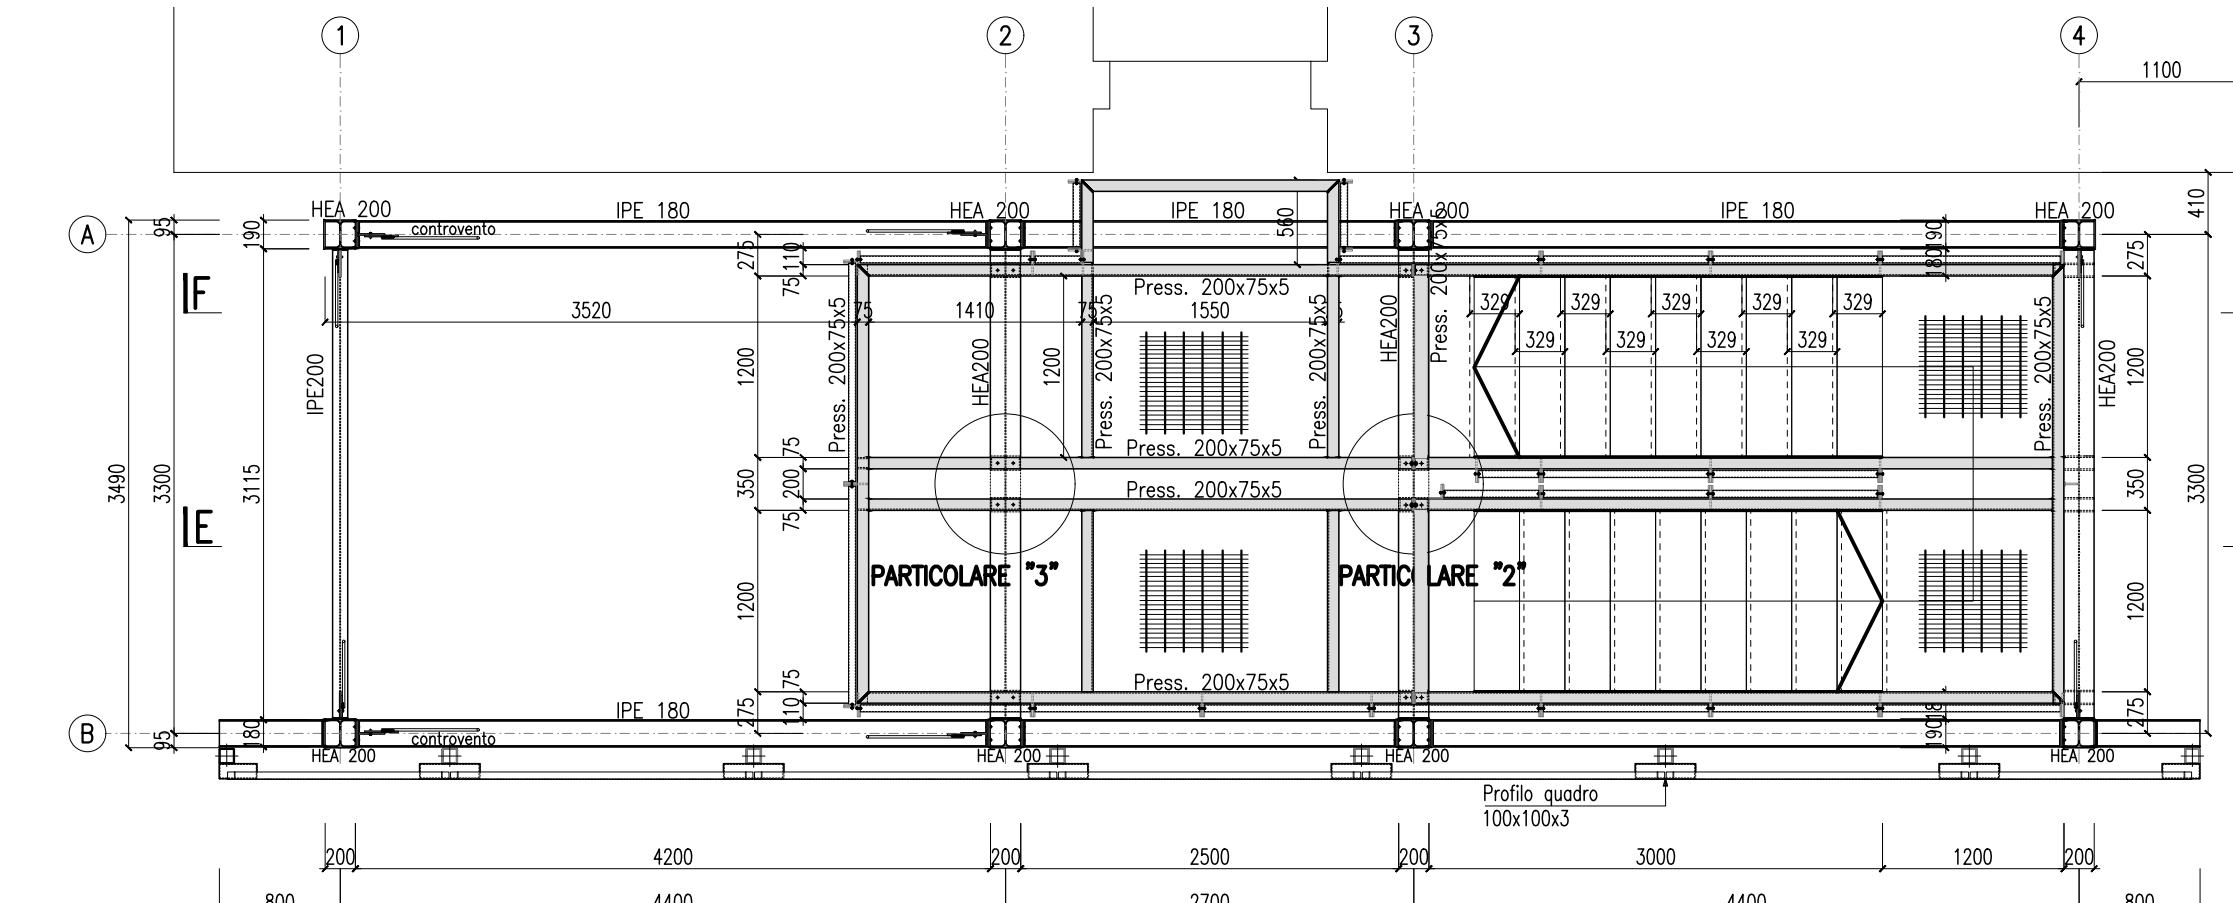 1
2
3
4
1100
A
HEA 200
IPE 180
controvento
HEA 200
IPE 180
560
HEA 200
Press. 200x75x5
IPE 180
HEA 200
95
190
275
110
75
190
180
275
410
F
Press. 200x75x5
3520
75
1410
75
1550
329
329
329
329
329
329
329
329
329
IPE200
1200
Press. 200x75x5
HEA200
1200
Press. 200x75x5
Press. 200x75x5
HEA200
Press. 200x75x5
HEA200
1200
Press. 200x75x5
3490
3300
3115
350
75
200
75
Press. 200x75x5
350
3300
E
PARTICOLARE "3"
PARTICOLARE "2"
1200
1200
Press. 200x75x5
75
110
275
275
190
B
IPE 180
controvento
95
180
HEA 200
HEA 200
HEA 200
HEA 200
Profilo quadro
100x100x3
200
4200
200
2500
200
3000
1200
200
800
4400
2700
4400
800